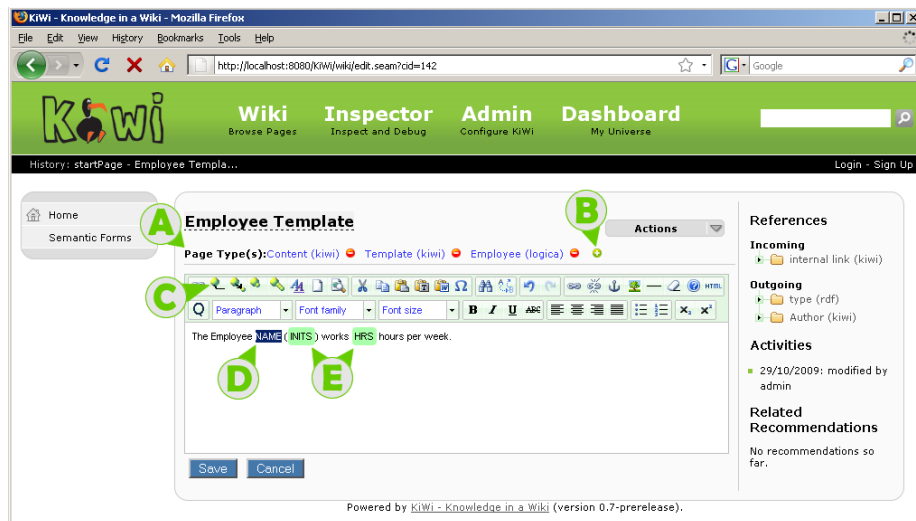 KiWi - Knowledge in a Wiki - Mozilla Firefox
File Edit View History Bookmarks Tools Help
http://localhost:8080/KiWi/wiki/edit.seam?cid=142
G Google
KiWi
Wiki Inspector Admin Dashboard
Browse Pages Inspect and Debug Configure KiWi My Universe
History: startPage - Employee Templa...
Login - Sign Up
Home
Semantic Forms
A
B
Employee Template
Actions
Page Type(s):Content (kiwi) Template (kiwi) Employee (logica)
C
HTML
Q Paragraph Font family Font size B I U ABC x, x²
The Employee NAME ( INITS ) works HRS hours per week.
D
E
Save Cancel
References
Incoming
internal link (kiwi)
Outgoing
type (rdf)
Author (kiwi)
Activities
29/10/2009: modified by
admin
Related
Recommendations
No recommendations so
far.
Powered by KiWi - Knowledge in a Wiki (version 0.7-prerelease).